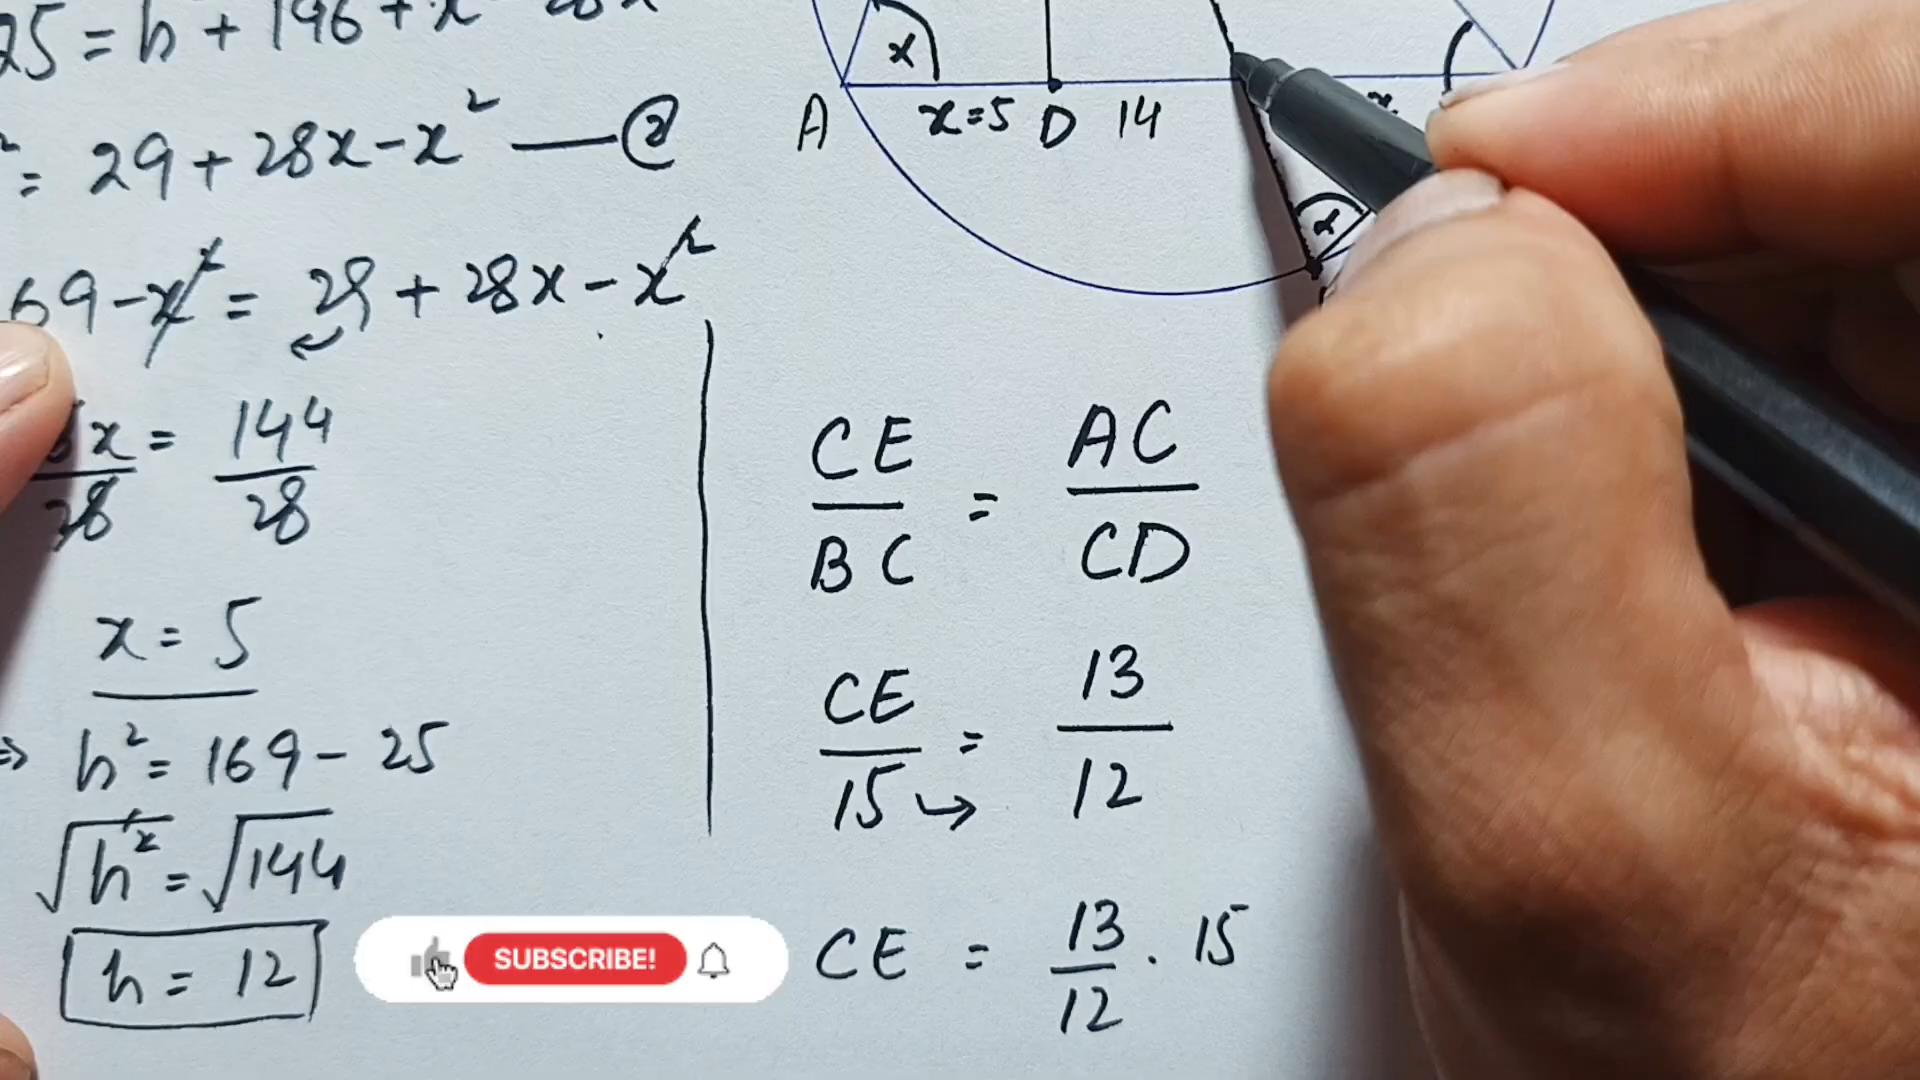 25 = h + 196 + x - 28x
= 29 + 28x - x² — ②
69 - x² = 29 + 28x - x²
x/28 = 144/28
x = 5
⇒ h² = 169 - 25
√h² = √144
h = 12
SUBSCRIBE!
x
A x=5 D 14 x
α
CE/BC = AC/CD
CE/15 = 13/12
CE = 13/12 . 15